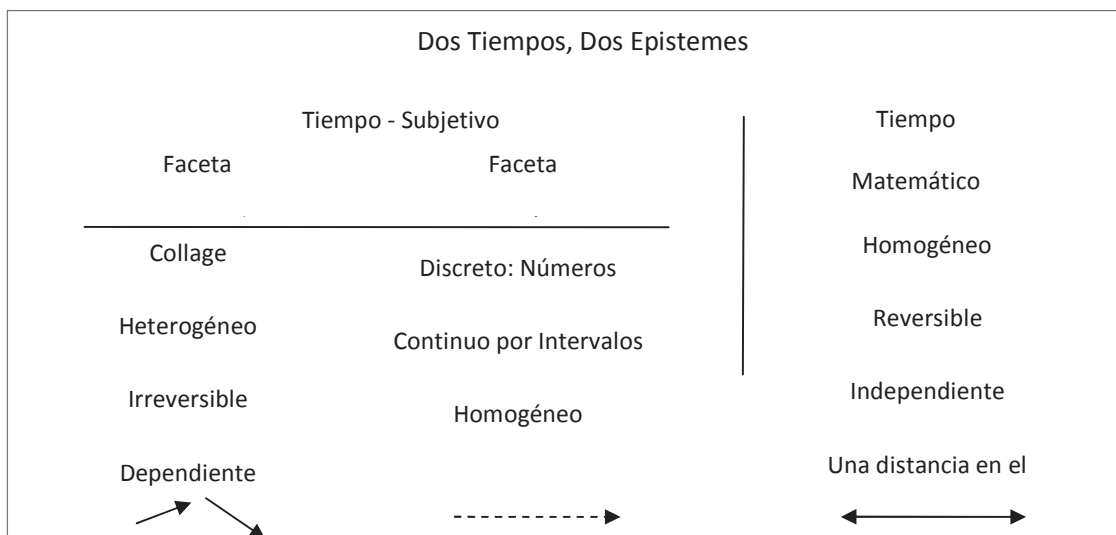 Dos Tiempos, Dos Epistemes
Tiempo - Subjetivo
Faceta
Faceta
Collage
Heterogéneo
Irreversible
Dependiente
Discreto: Números
Continuo por Intervalos
Homogéneo
Tiempo
Matemático
Homogéneo
Reversible
Independiente
Una distancia en el